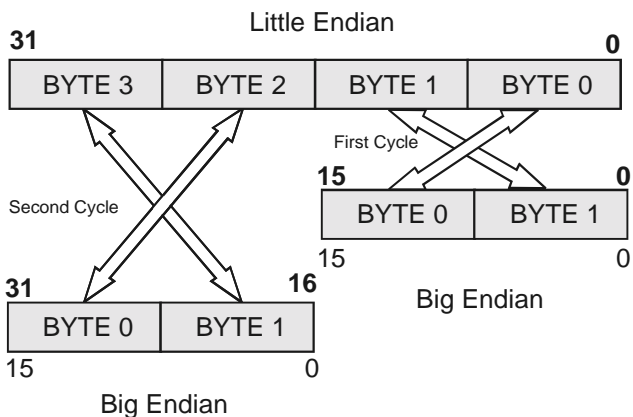 Little Endian
31 0
BYTE 3 BYTE 2 BYTE 1 BYTE 0
First Cycle
15 0
Second Cycle
BYTE 0 BYTE 1
15 0
31 16
Big Endian
BYTE 0 BYTE 1
15 0
Big Endian